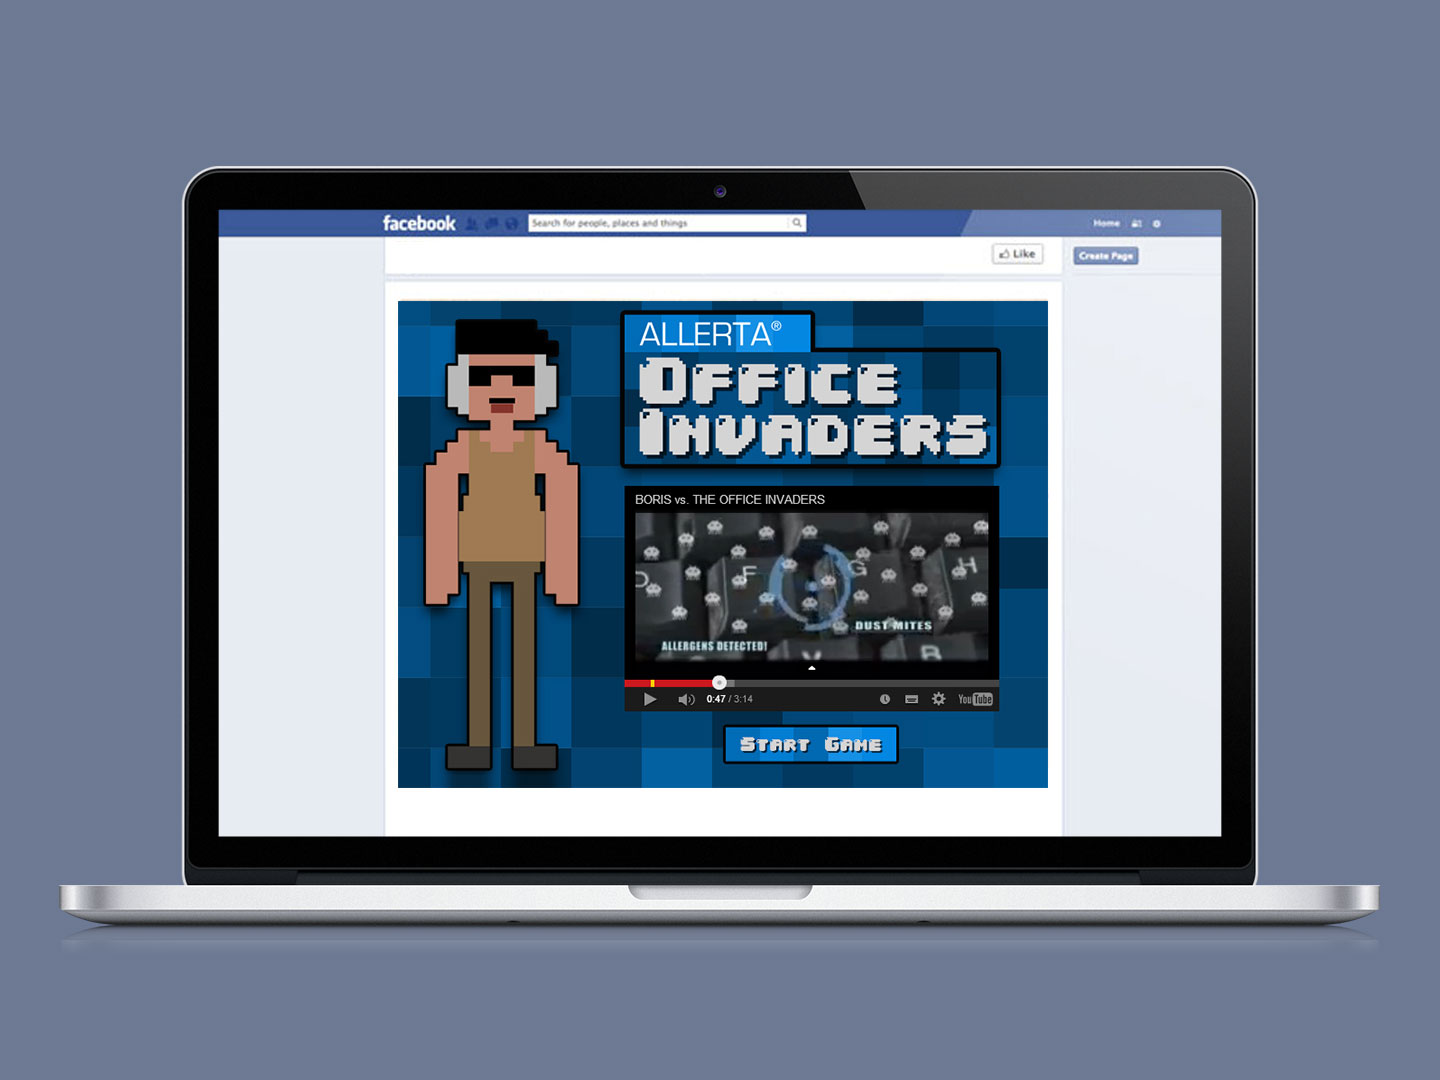 facebook
Search for people, places and things
Home
Like
Create Page
ALLERTA®
OFFICE
INVADERS
BORIS vs. THE OFFICE INVADERS
D F G H
DUST MITES
ALLERGENS DETECTED!
V B
0:47 / 3:14
YouTube
START GAME